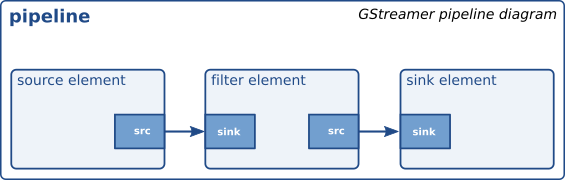 pipeline
GStreamer pipeline diagram
source element
filter element
sink element
src
sink
src
sink